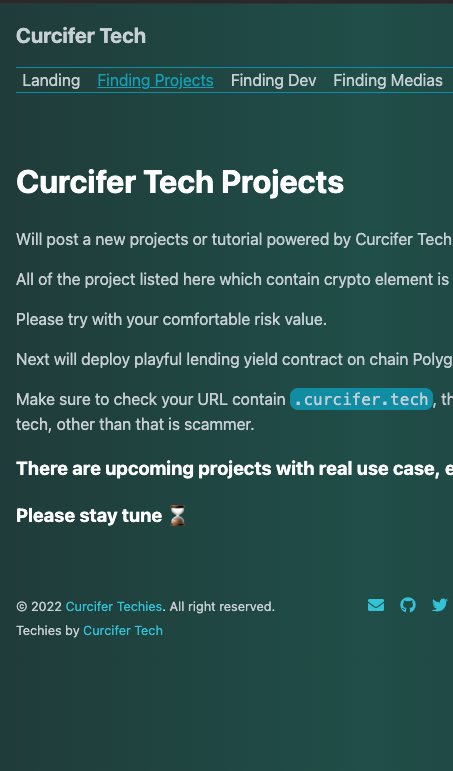 Curcifer Tech
Landing Finding Projects Finding Dev Finding Medias
Curcifer Tech Projects
Will post a new projects or tutorial powered by Curcifer Tech
All of the project listed here which contain crypto element is
Please try with your comfortable risk value.
Next will deploy playful lending yield contract on chain Polyg
Make sure to check your URL contain .curcifer.tech, th
tech, other than that is scammer.
There are upcoming projects with real use case, e
Please stay tune ⏳
© 2022 Curcifer Techies. All right reserved.
Techies by Curcifer Tech